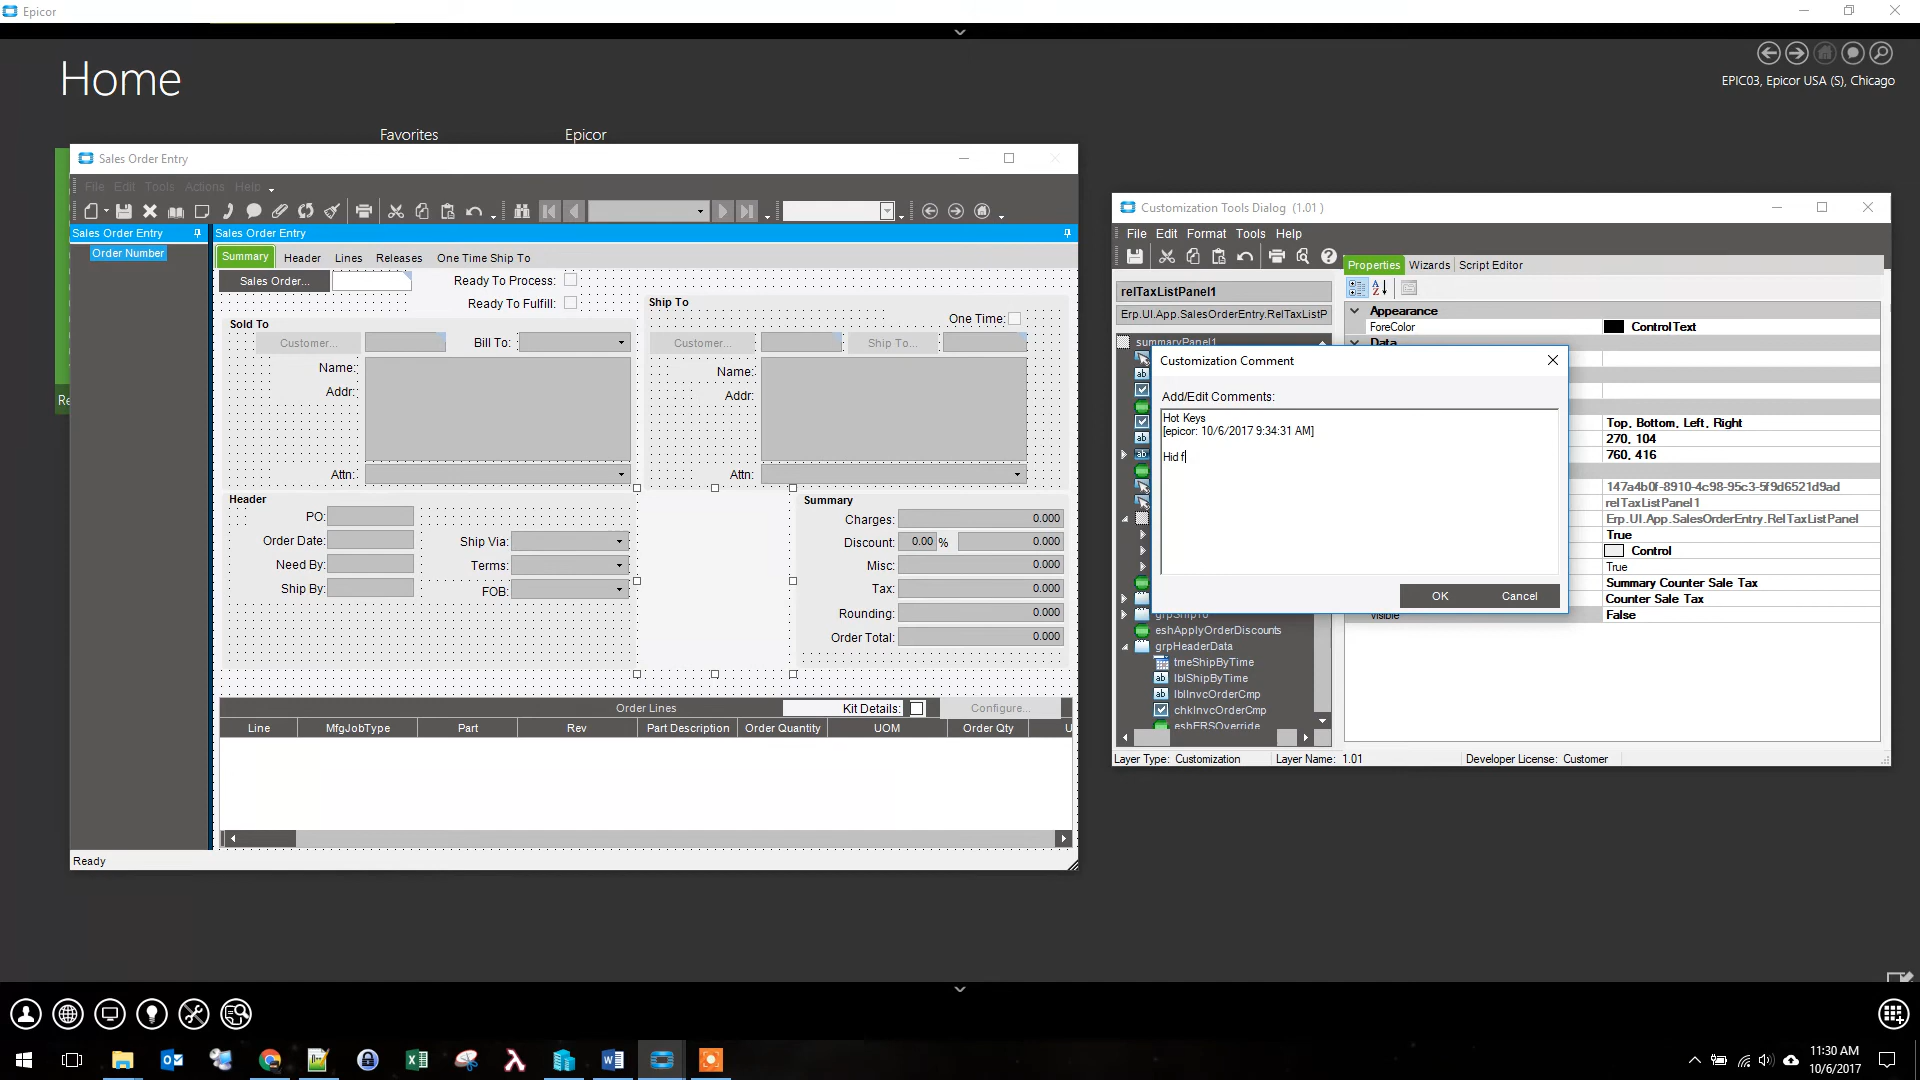 Epicor
Home
EPIC03, Epicor USA (S), Chicago
Favorites
Epicor
Re
Sales Order Entry
File Edit Tools Actions Help
Sales Order Entry
Order Number
Sales Order Entry
Summary Header Lines Releases One Time Ship To
Sales Order...
Ready To Process:
Ready To Fulfill:
Sold To
Customer...
Bill To:
Name:
Addr:
Attn:
Ship To
One Time:
Customer...
Ship To...
Name:
Addr:
Attn:
Header
PO:
Order Date:
Need By:
Ship By:
Ship Via:
Terms:
FOB:
Summary
Charges: 0.000
Discount: 0.00 % 0.000
Misc: 0.000
Tax: 0.000
Rounding: 0.000
Order Total: 0.000
Order Lines
Kit Details:
Configure...
Line MfgJobType Part Rev Part Description Order Quantity UOM Order Qty U
Ready
Customization Tools Dialog (1.01 )
File Edit Format Tools Help
relTaxListPanel1
Erp.UI.App.SalesOrderEntry.RelTaxListP
summaryPanel1
Properties Wizards Script Editor
Appearance
ForeColor ControlText
Data
Customization Comment
Add/Edit Comments:
Hot Keys
[epicor: 10/6/2017 9:34:31 AM]
Hid f
OK
Cancel
Top, Bottom, Left, Right
270, 104
760, 416
147a4b0f-8910-4c98-95c3-5f9d6521d9ad
relTaxListPanel1
Erp.UI.App.SalesOrderEntry.RelTaxListPanel
True
Control
True
Summary Counter Sale Tax
Counter Sale Tax
Visible False
grpShipTo
eshApplyOrderDiscounts
grpHeaderData
tmeShipByTime
lblShipByTime
lblInvcOrderCmp
chkInvcOrderCmp
eshERSOverride
Layer Type: Customization
Layer Name: 1.01
Developer License: Customer
11:30 AM
10/6/2017